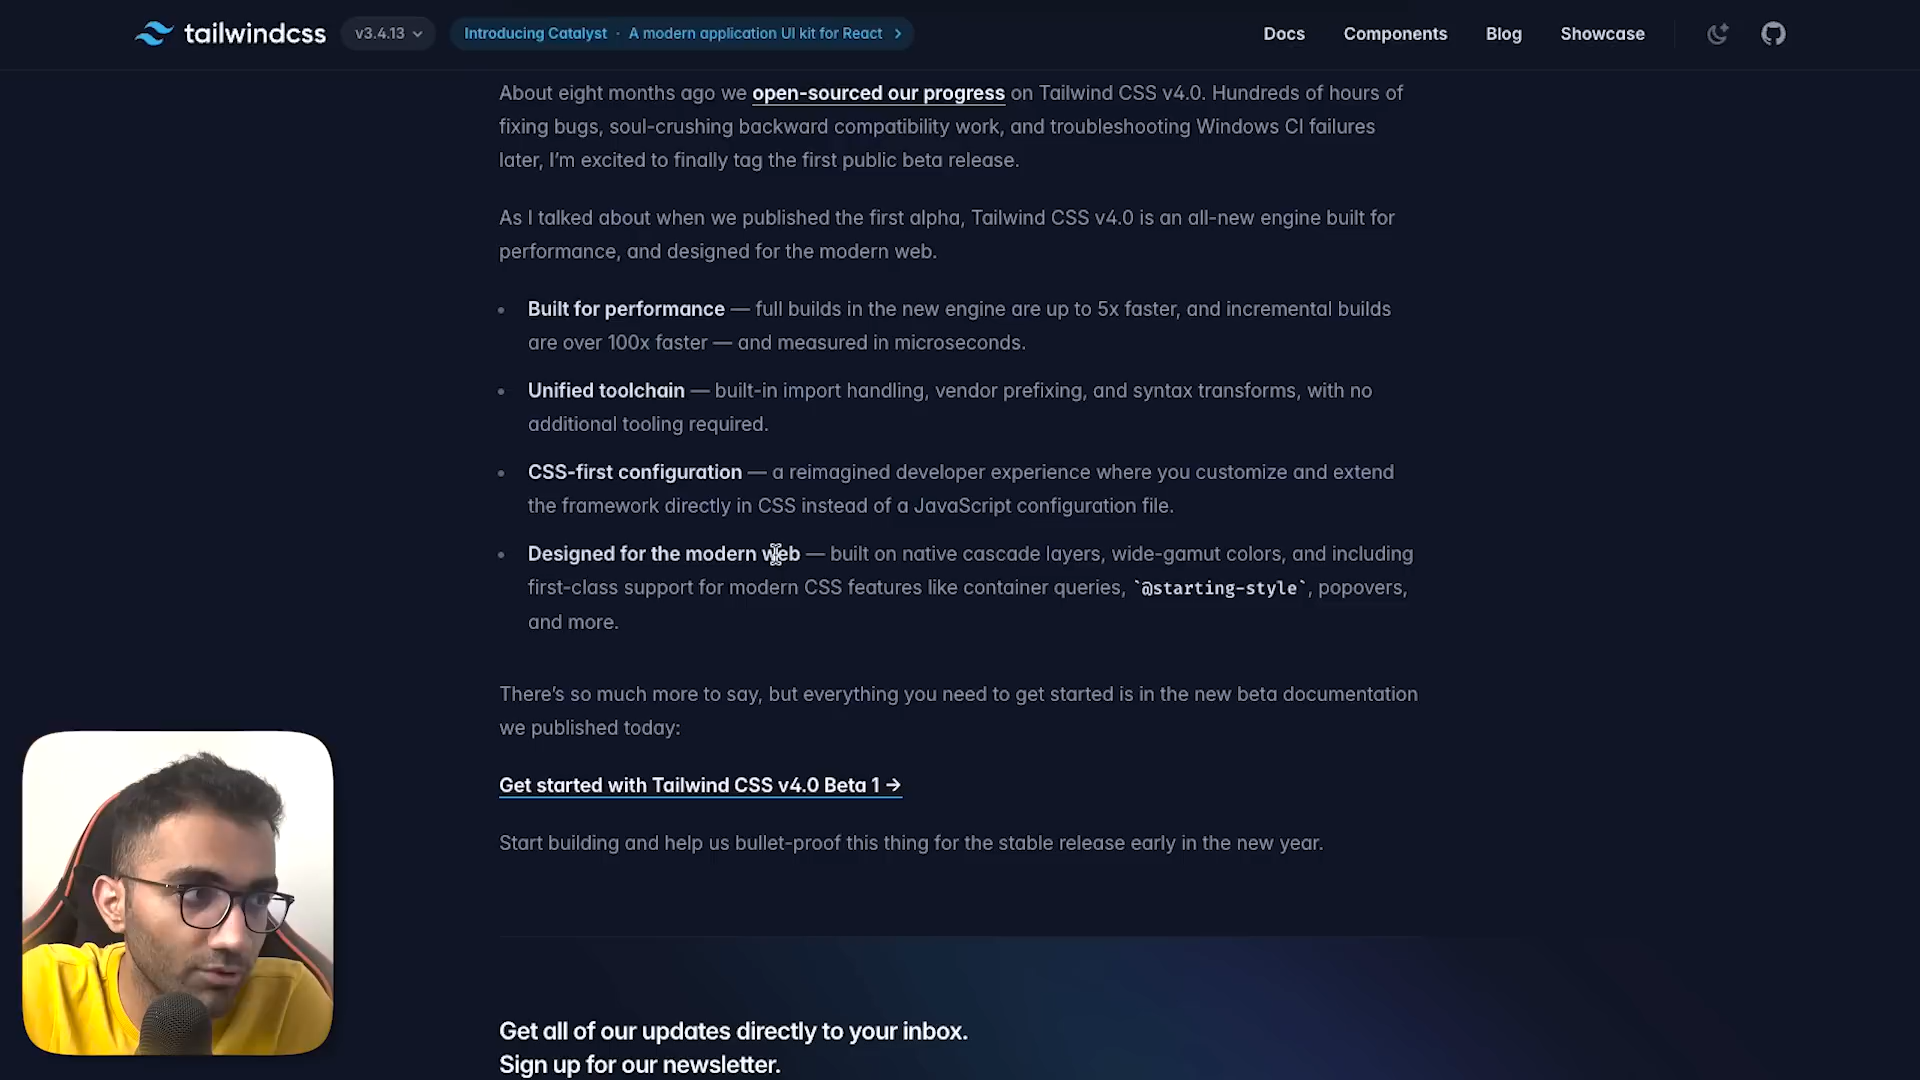 tailwindcss v3.4.13 Introducing Catalyst · A modern application UI kit for React Docs Components Blog Showcase
About eight months ago we open-sourced our progress on Tailwind CSS v4.0. Hundreds of hours of
fixing bugs, soul-crushing backward compatibility work, and troubleshooting Windows CI failures
later, I’m excited to finally tag the first public beta release.
As I talked about when we published the first alpha, Tailwind CSS v4.0 is an all-new engine built for
performance, and designed for the modern web.
• Built for performance — full builds in the new engine are up to 5x faster, and incremental builds
are over 100x faster — and measured in microseconds.
• Unified toolchain — built-in import handling, vendor prefixing, and syntax transforms, with no
additional tooling required.
• CSS-first configuration — a reimagined developer experience where you customize and extend
the framework directly in CSS instead of a JavaScript configuration file.
• Designed for the modern web — built on native cascade layers, wide-gamut colors, and including
first-class support for modern CSS features like container queries, `@starting-style`, popovers,
and more.
There’s so much more to say, but everything you need to get started is in the new beta documentation
we published today:
Get started with Tailwind CSS v4.0 Beta 1 →
Start building and help us bullet-proof this thing for the stable release early in the new year.
Get all of our updates directly to your inbox.
Sign up for our newsletter.